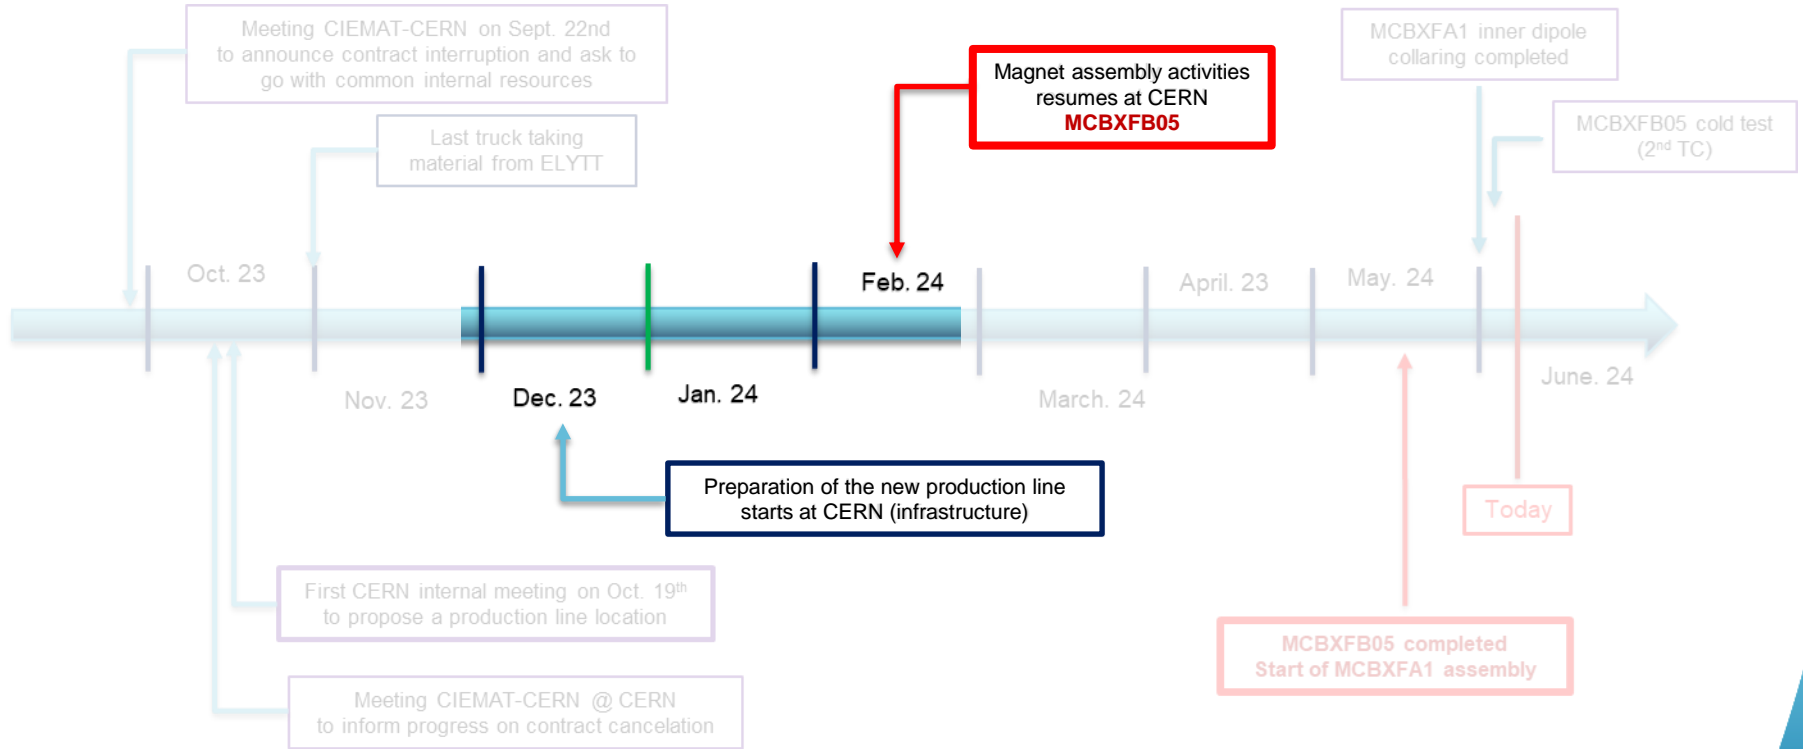 Meeting CIEMAT-CERN on Sept. 22nd
to announce contract interruption and ask to
go with common internal resources
Last truck taking
material from ELYTT
Magnet assembly activities
resumes at CERN
MCBXFB05
MCBXFA1 inner dipole
collaring completed
MCBXFB05 cold test
(2nd TC)
Oct. 23
Feb. 24
April. 23
May. 24
Nov. 23
Dec. 23
Jan. 24
March. 24
June. 24
Preparation of the new production line
starts at CERN (infrastructure)
Today
First CERN internal meeting on Oct. 19th
to propose a production line location
MCBXFB05 completed
Start of MCBXFA1 assembly
Meeting CIEMAT-CERN @ CERN
to inform progress on contract cancelation